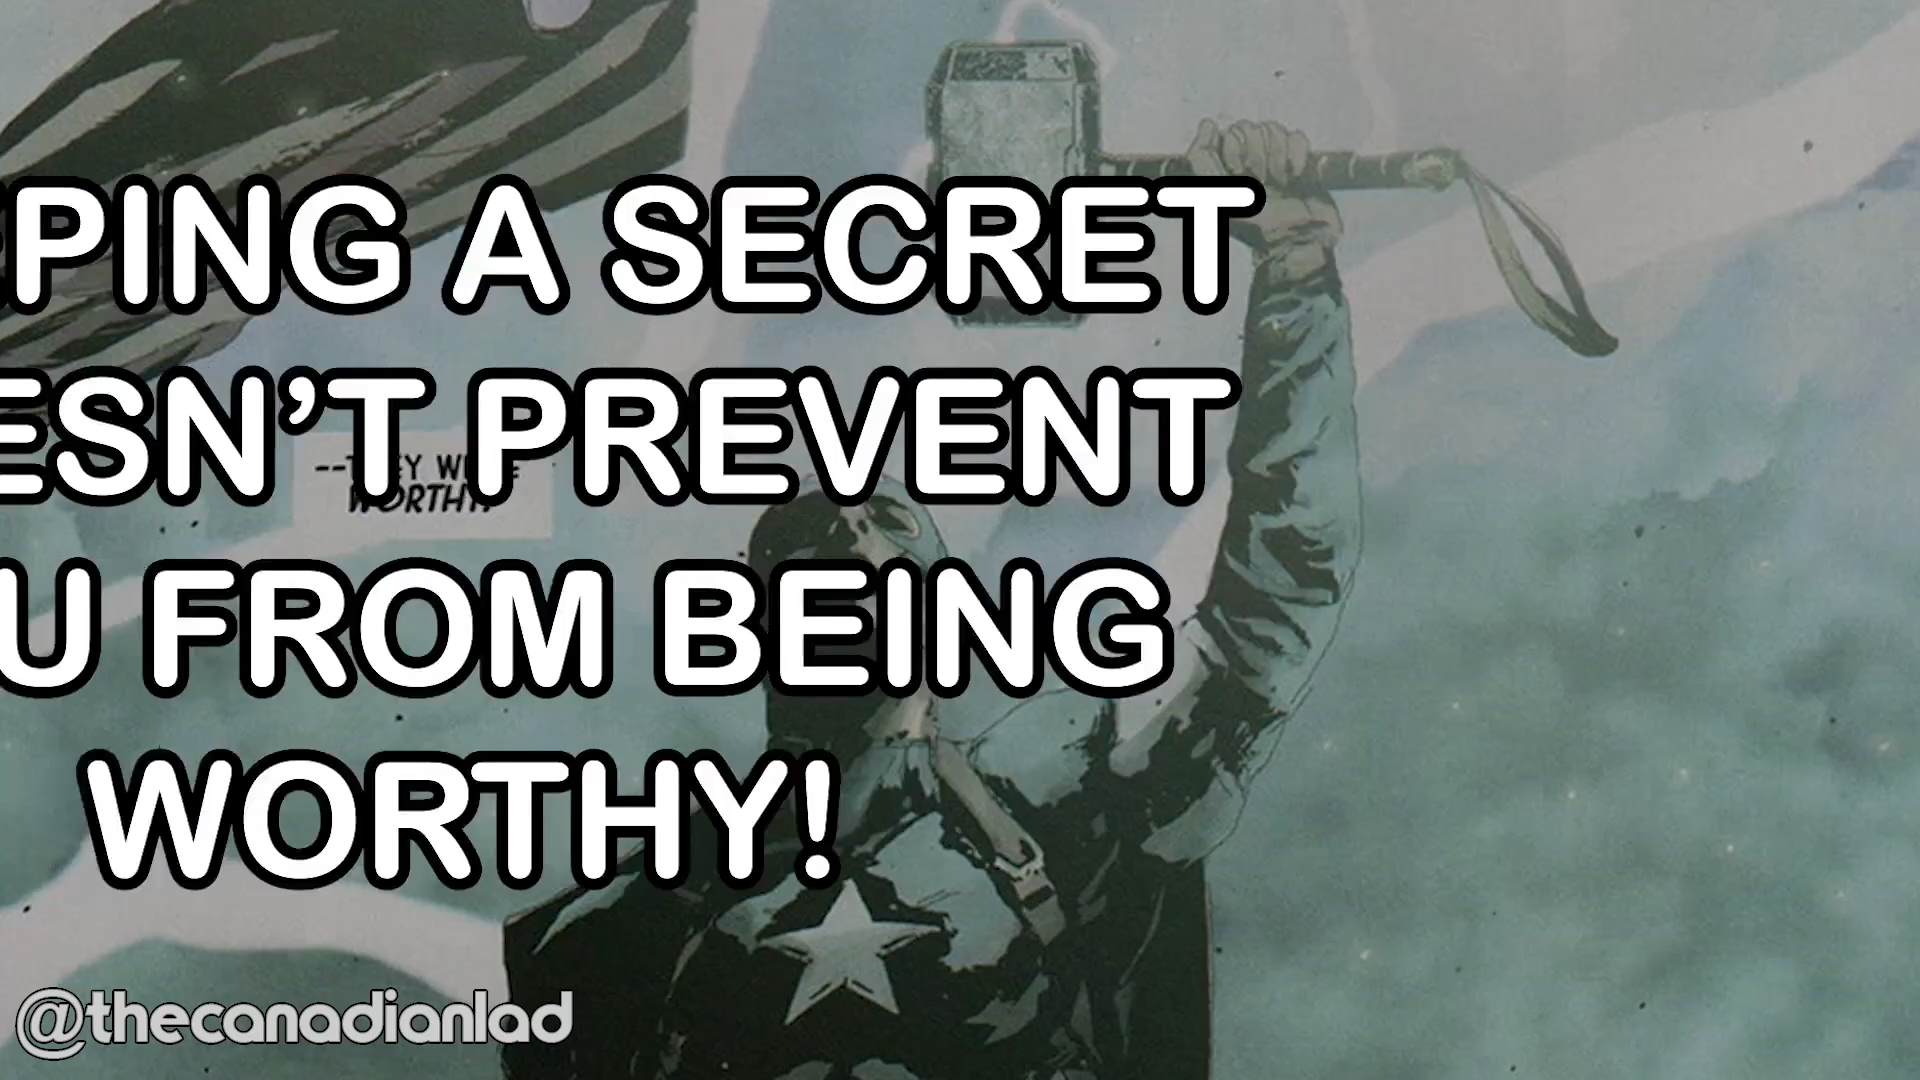 PING A SECRET
ESN'T PREVENT
U FROM BEING
WORTHY!
WORTHY
@thecanadianlad